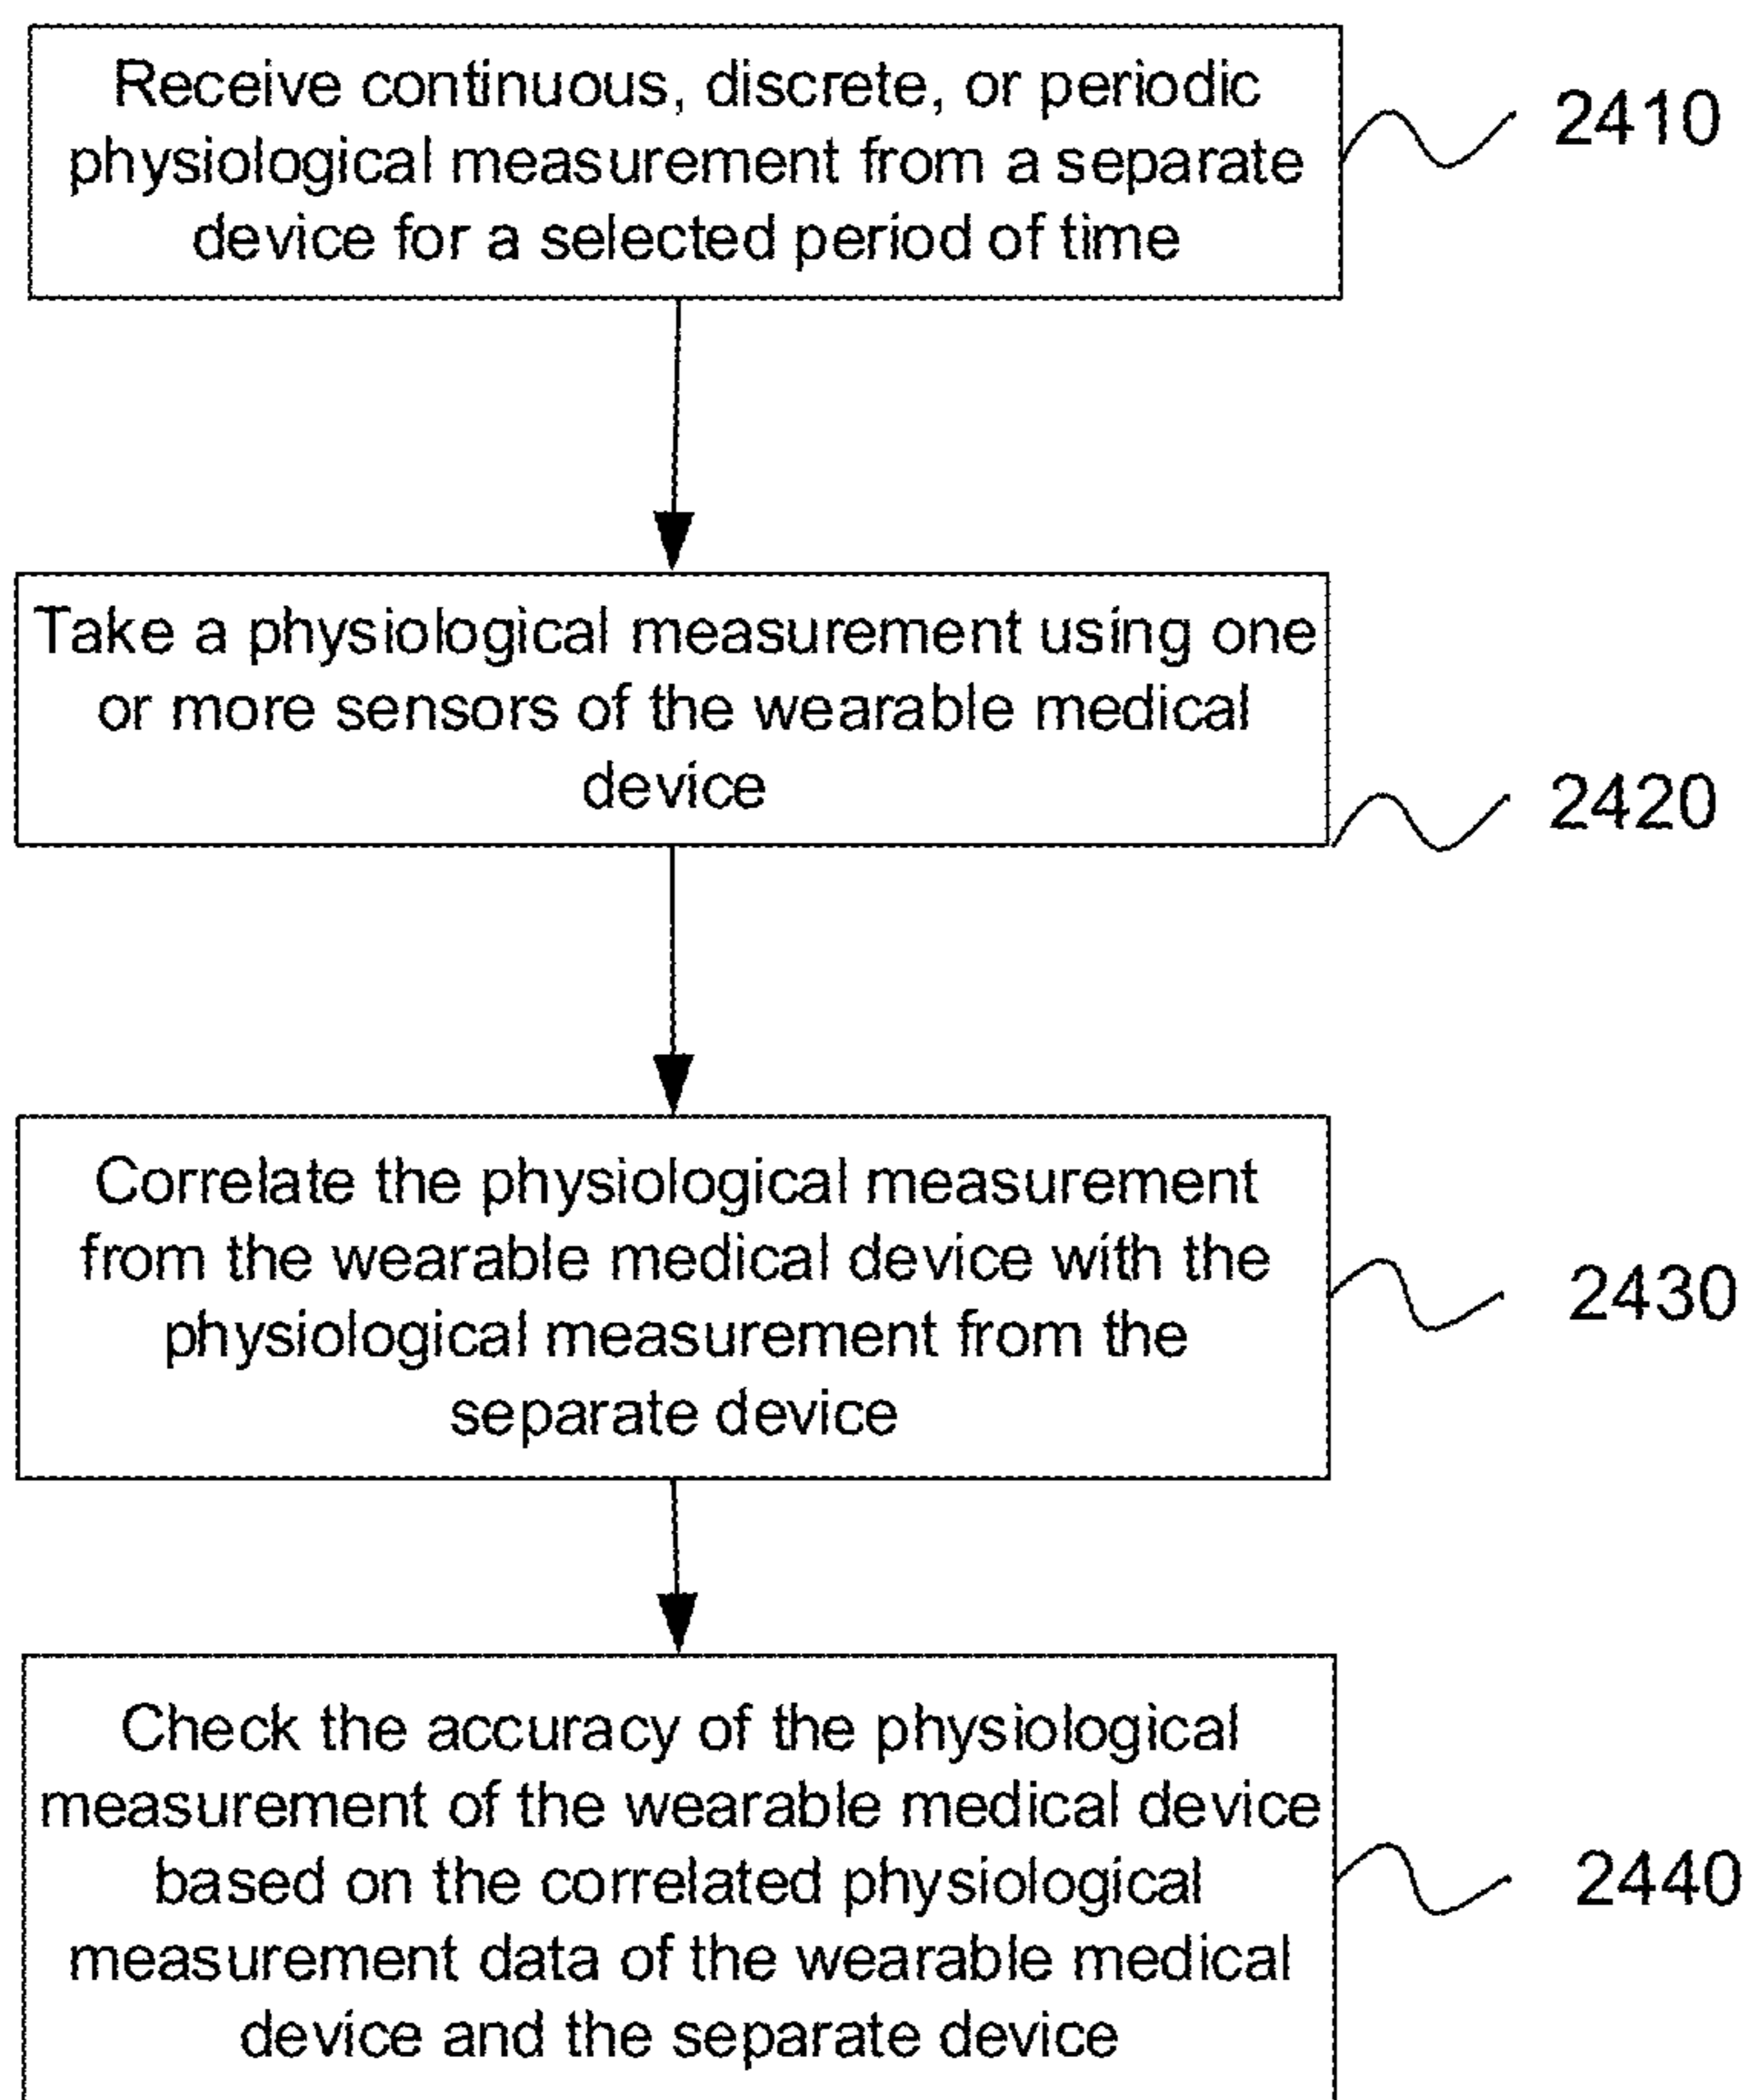 Receive continuous, discrete, or periodic
physiological measurement from a separate
device for a selected period of time
2410
Take a physiological measurement using one
or more sensors of the wearable medical
device
2420
Correlate the physiological measurement
from the wearable medical device with the
physiological measurement from the
separate device
2430
Check the accuracy of the physiological
measurement of the wearable medical device
based on the correlated physiological
measurement data of the wearable medical
device and the separate device
2440